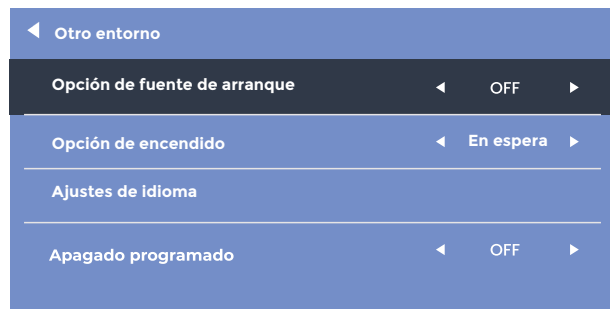 Otro entorno
Opción de fuente de arranque OFF
Opción de encendido En espera
Ajustes de idioma
Apagado programado OFF